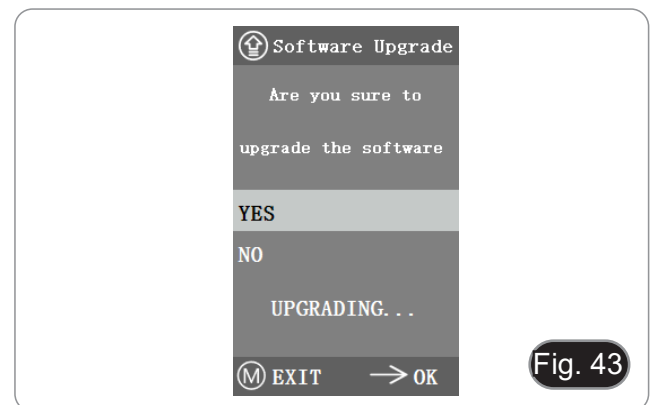 Software Upgrade
Are you sure to
upgrade the software
YES
NO
UPGRADING...
M EXIT → OK
Fig. 43